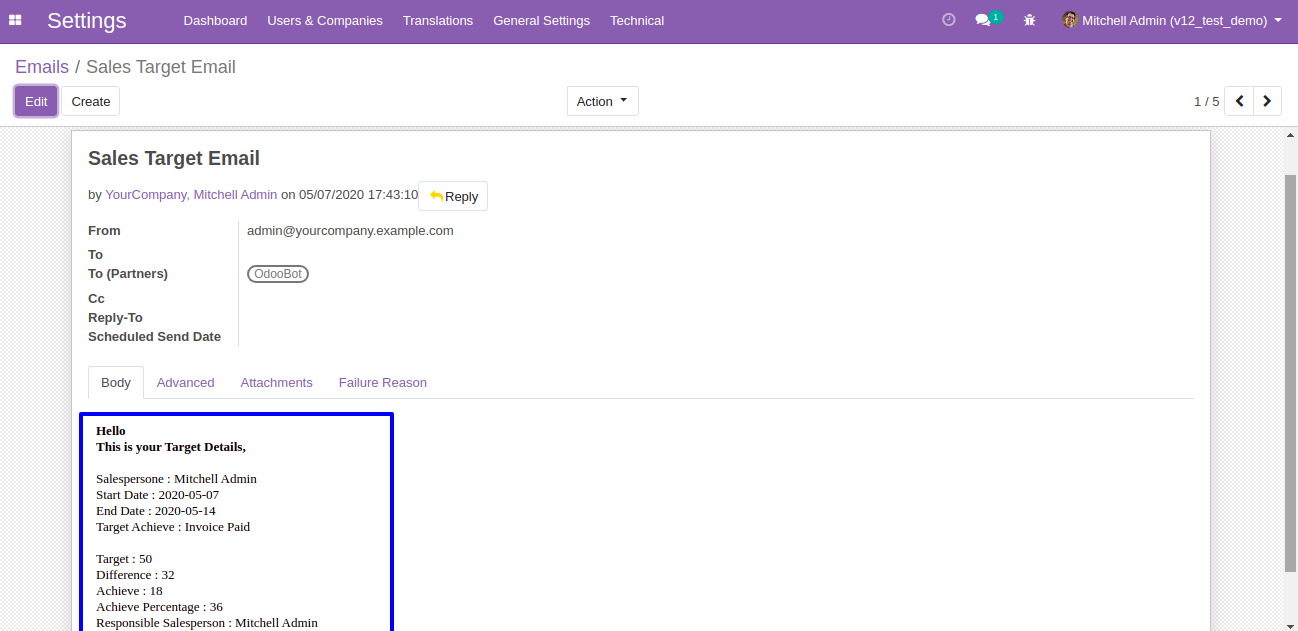 Settings Dashboard Users & Companies Translations General Settings Technical 1 Mitchell Admin (v12_test_demo)
Emails / Sales Target Email
Edit Create Action 1 / 5
Sales Target Email
by YourCompany, Mitchell Admin on 05/07/2020 17:43:10 Reply
From admin@yourcompany.example.com
To
To (Partners) OdooBot
Cc
Reply-To
Scheduled Send Date
Body Advanced Attachments Failure Reason
Hello
This is your Target Details,
Salespersone : Mitchell Admin
Start Date : 2020-05-07
End Date : 2020-05-14
Target Achieve : Invoice Paid
Target : 50
Difference : 32
Achieve : 18
Achieve Percentage : 36
Responsible Salesperson : Mitchell Admin